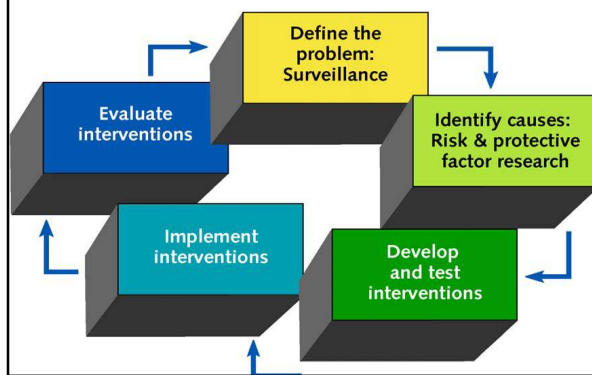 Define the
problem:
Surveillance
Identify causes:
Risk & protective
factor research
Develop
and test
interventions
Implement
interventions
Evaluate
interventions